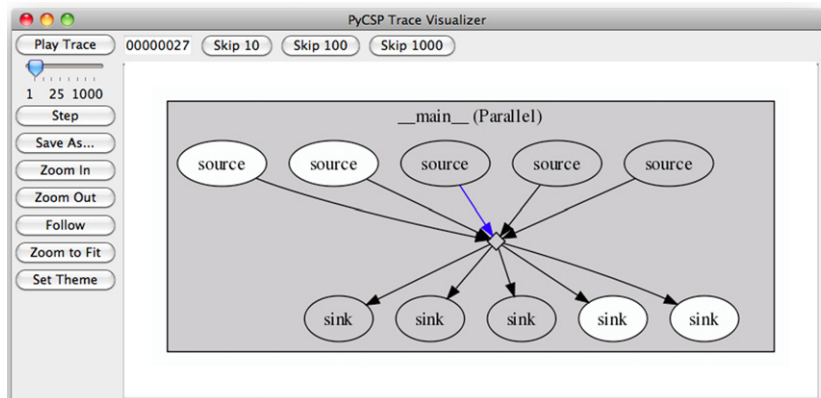 PyCSP Trace Visualizer
Play Trace 00000027 Skip 10 Skip 100 Skip 1000
1 25 1000
Step
Save As...
Zoom In
Zoom Out
Follow
Zoom to Fit
Set Theme
__main__ (Parallel)
source source source source source
sink sink sink sink sink